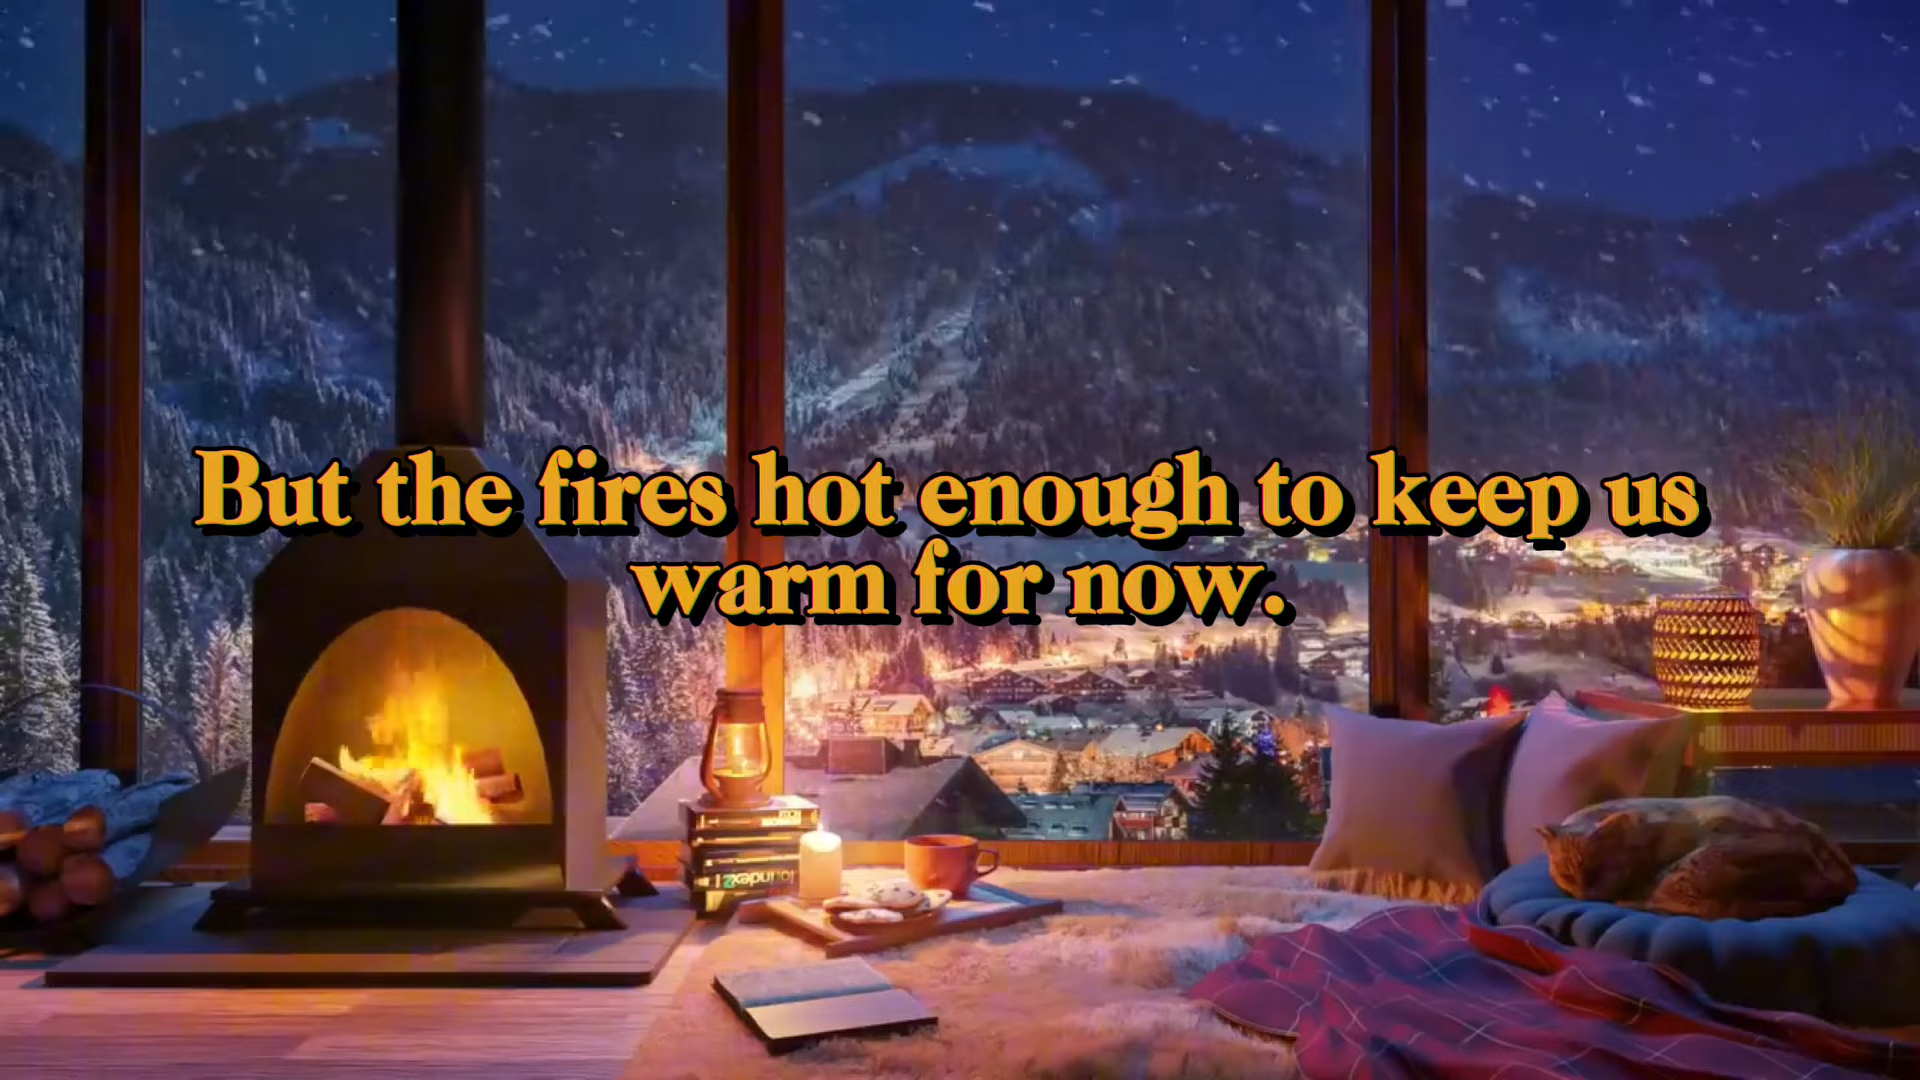 But the fires hot enough to keep us
warm for now.